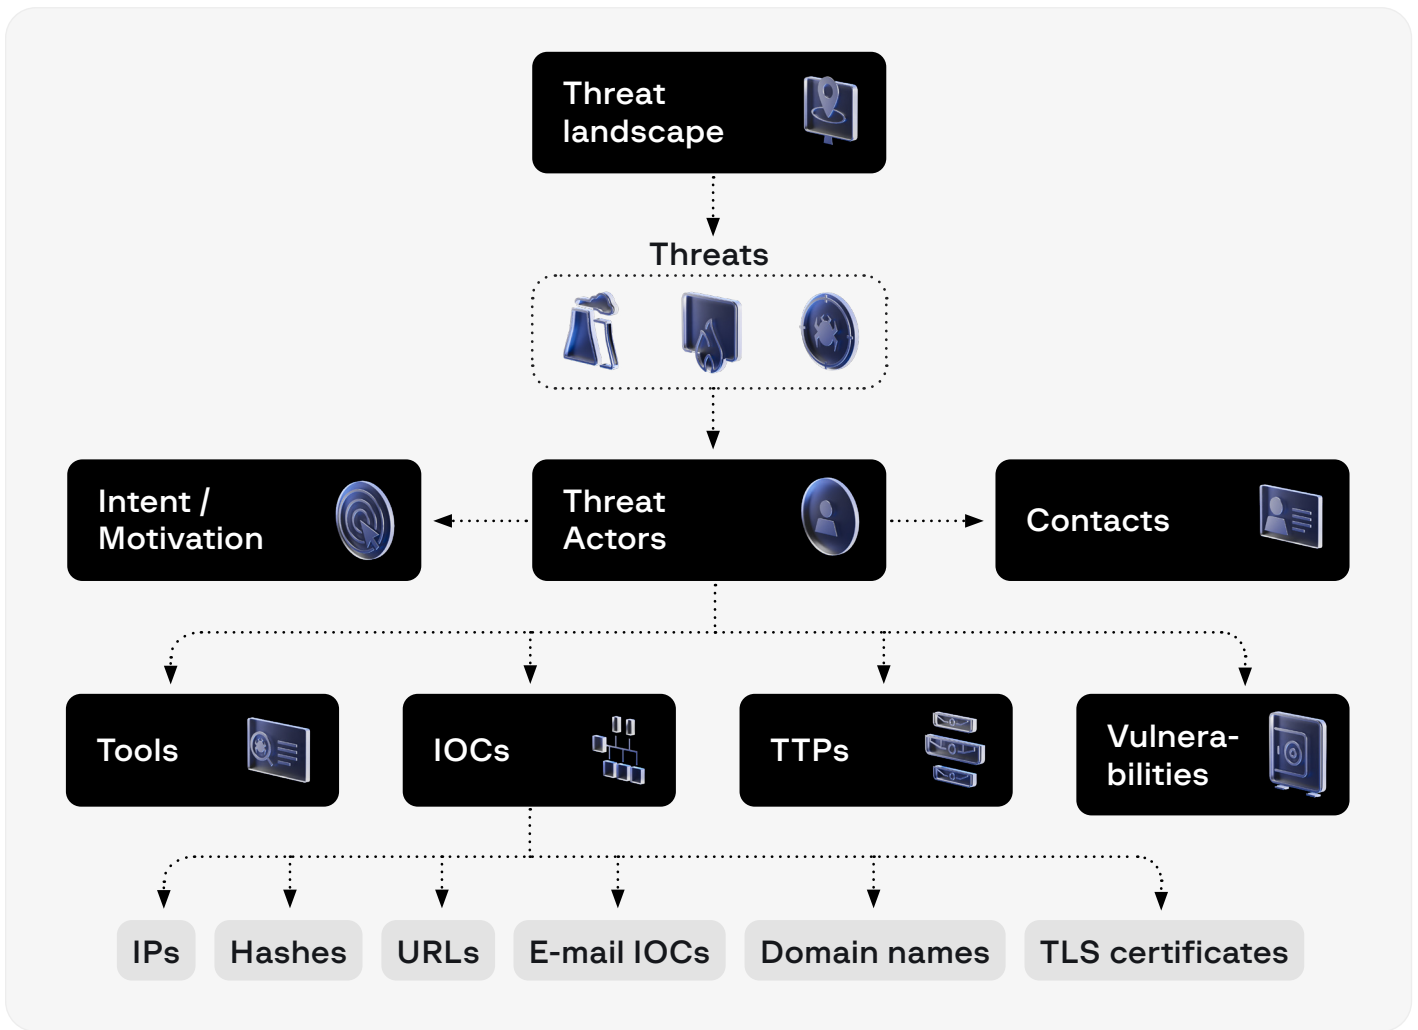 Threat
landscape
Threats
Intent /
Motivation
Threat
Actors
Contacts
Tools
IOCs
TTPs
Vulnera-
bilities
IPs
Hashes
URLs
E-mail IOCs
Domain names
TLS certificates